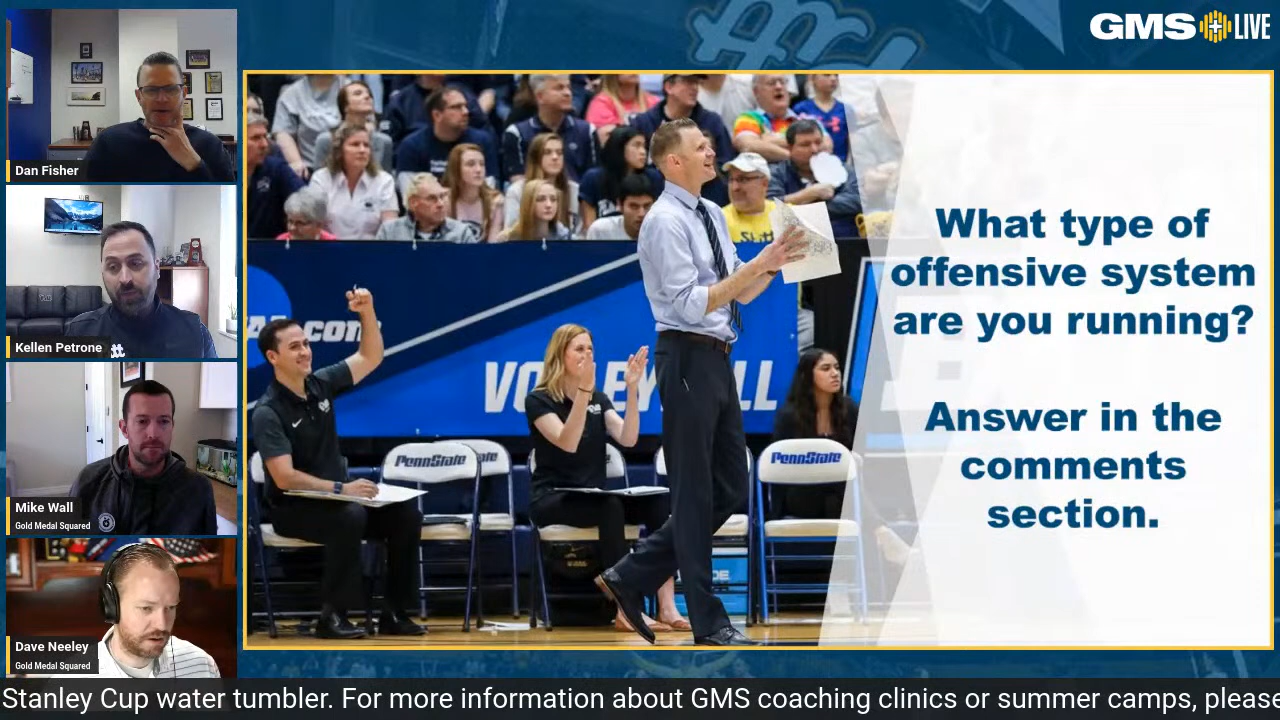 GMS LIVE
Dan Fisher
Kellen Petrone
Mike Wall
Gold Medal Squared
Dave Neeley
Gold Medal Squared
What type of
offensive system
are you running?
Answer in the
comments
section.
.com
PennState
PennState
Stanley Cup water tumbler. For more information about GMS coaching clinics or summer camps, please